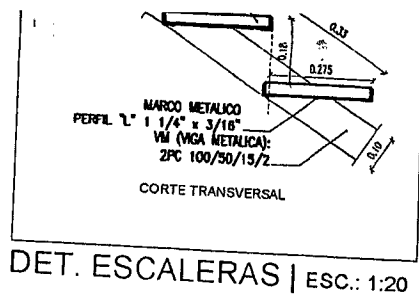 0.33
0.18
0.275
MARCO METALICO
PERFIL "L" 1 1/4" x 3/16"
VM (VIGA METALICA):
2PC 100/50/15/2
0.10
CORTE TRANSVERSAL
DET. ESCALERAS | ESC.: 1:20